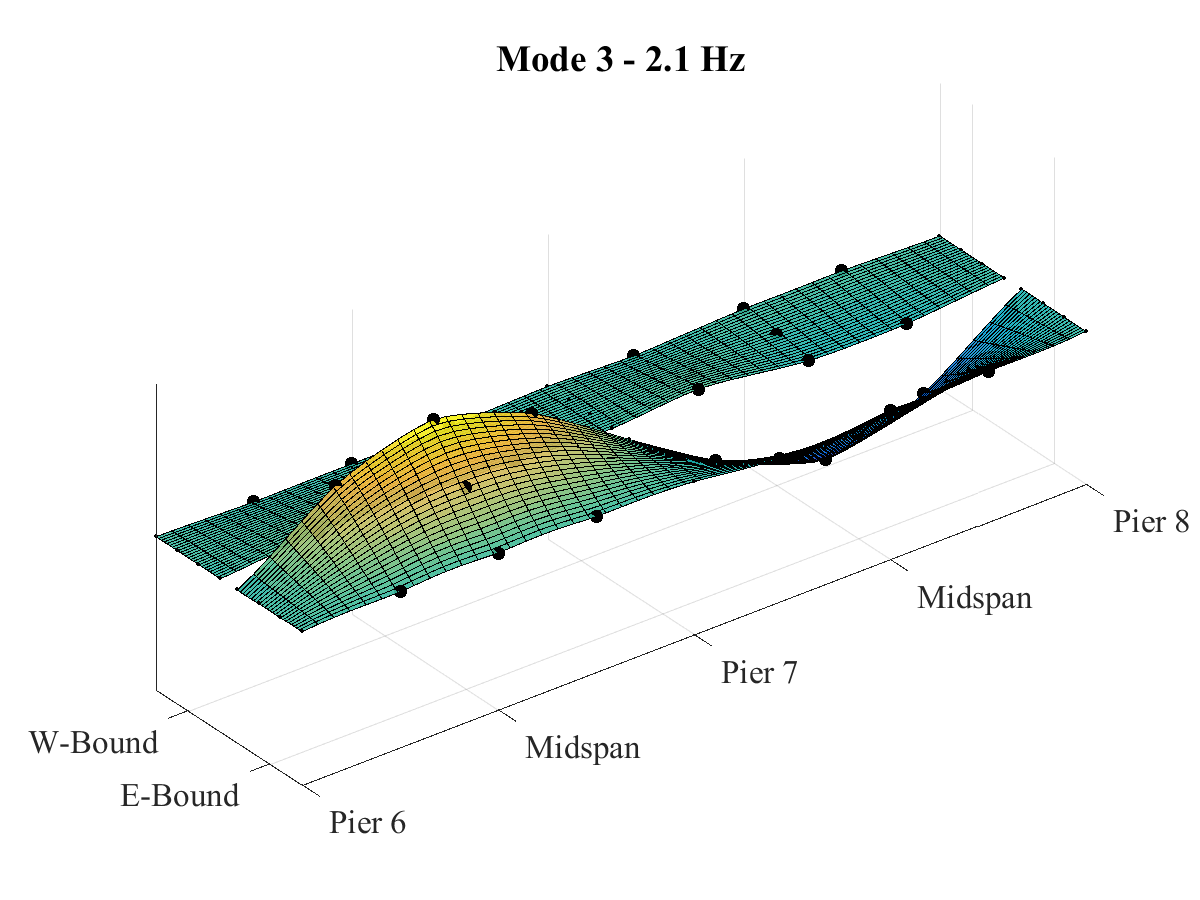 Mode 3 - 2.1 Hz
Pier 8
Midspan
Pier 7
W-Bound
Midspan
E-Bound
Pier 6